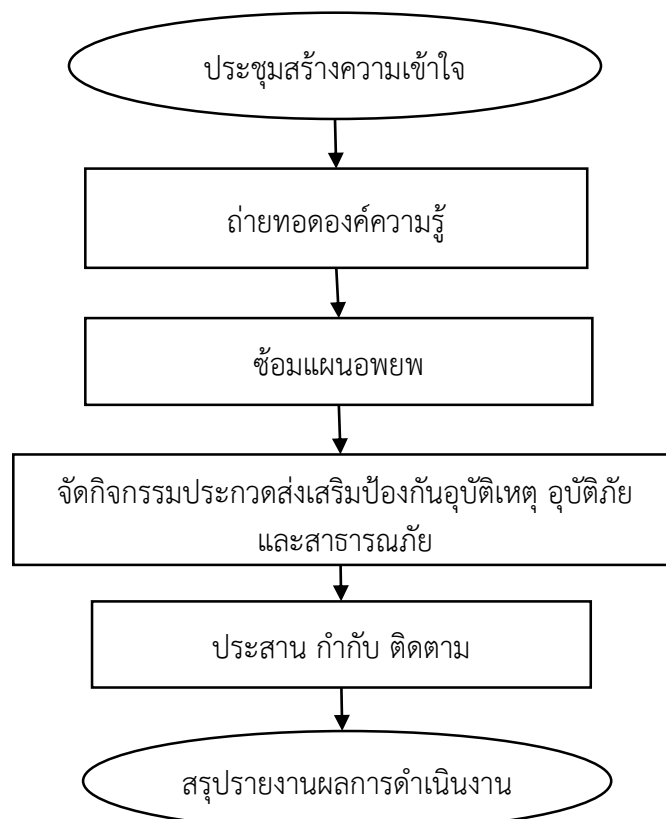 ประชุมสร้างความเข้าใจ
ถ่ายทอดองค์ความรู้
ซ้อมแผนอพยพ
จัดกิจกรรมประกวดส่งเสริมป้องกันอุบัติเหตุ อุบัติภัย
และสาธารณภัย
ประสาน กำกับ ติดตาม
สรุปรายงานผลการดำเนินงาน